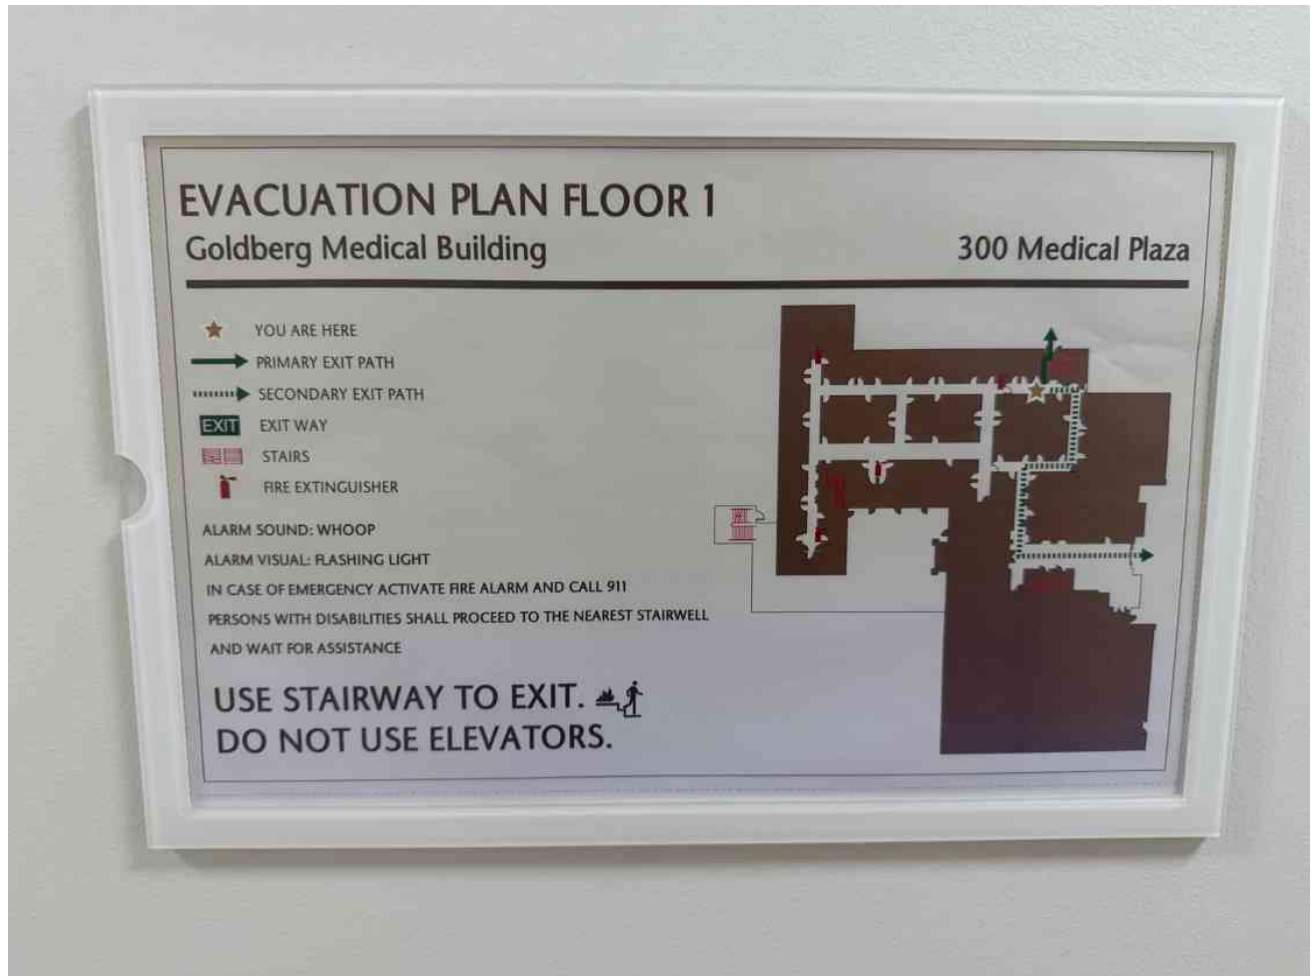 EVACUATION PLAN FLOOR 1
Goldberg Medical Building
300 Medical Plaza
YOU ARE HERE
PRIMARY EXIT PATH
SECONDARY EXIT PATH
EXIT EXIT WAY
STAIRS
FIRE EXTINGUISHER
ALARM SOUND: WHOOP
ALARM VISUAL: FLASHING LIGHT
IN CASE OF EMERGENCY ACTIVATE FIRE ALARM AND CALL 911
PERSONS WITH DISABILITIES SHALL PROCEED TO THE NEAREST STAIRWELL
AND WAIT FOR ASSISTANCE
USE STAIRWAY TO EXIT.
DO NOT USE ELEVATORS.